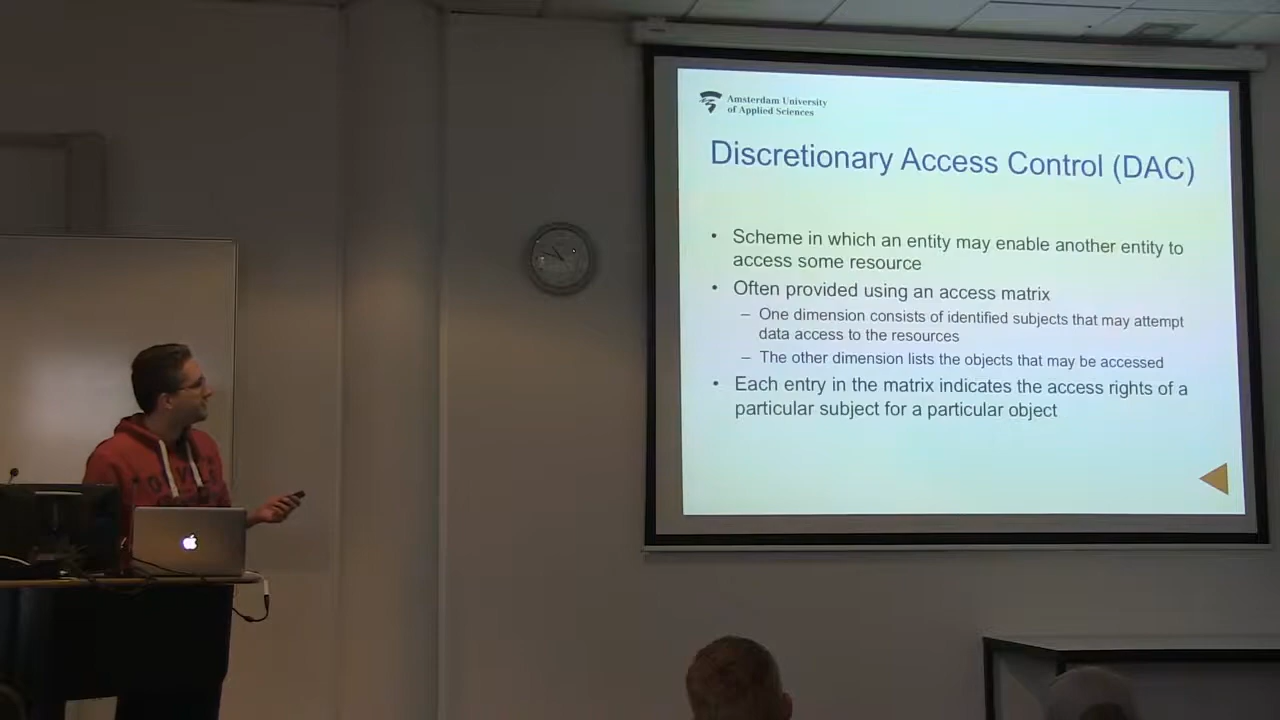 Amsterdam University
of Applied Sciences
Discretionary Access Control (DAC)
• Scheme in which an entity may enable another entity to
access some resource
• Often provided using an access matrix
– One dimension consists of identified subjects that may attempt
data access to the resources
– The other dimension lists the objects that may be accessed
• Each entry in the matrix indicates the access rights of a
particular subject for a particular object